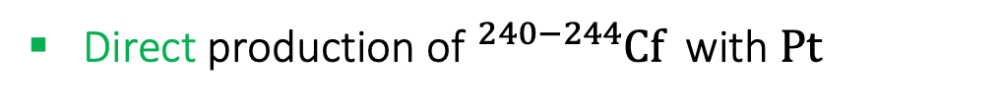 ▪ Direct production of ²⁴⁰⁻²⁴⁴Cf with Pt